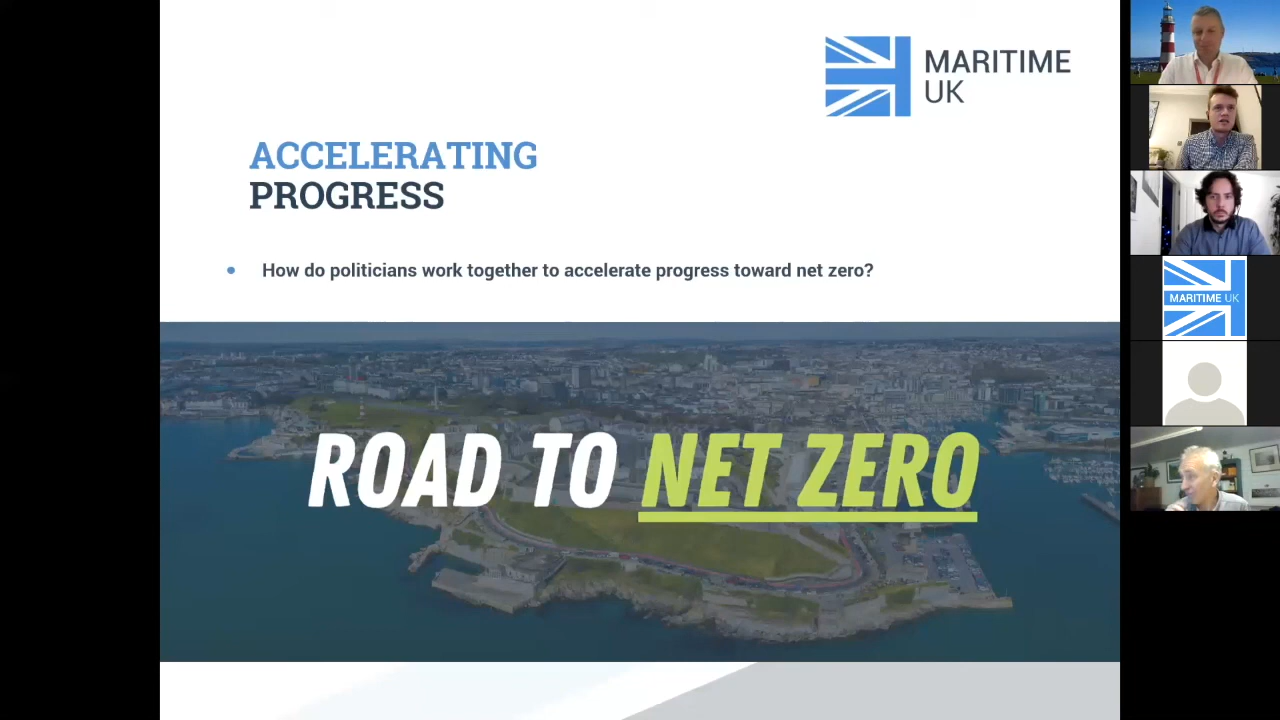 MARITIME
UK
ACCELERATING
PROGRESS
• How do politicians work together to accelerate progress toward net zero?
ROAD TO NET ZERO
MARITIME UK